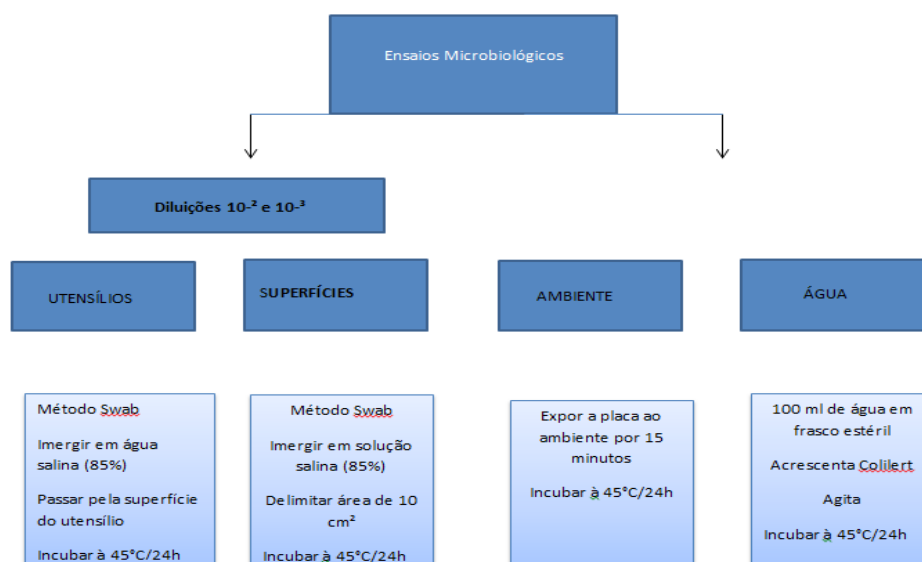 Ensaios Microbiológicos
Diluições 10-² e 10-³
UTENSÍLIOS
SUPERFÍCIES
AMBIENTE
ÁGUA
Método Swab
Imergir em água
salina (85%)
Passar pela superfície
do utensílio
Incubar à 45°C/24h
Método Swab
Imergir em solução
salina (85%)
Delimitar área de 10
cm²
Incubar à 45°C/24h
Expor a placa ao
ambiente por 15
minutos
Incubar à 45°C/24h
100 ml de água em
frasco estéril
Acrescenta Colilert
Agita
Incubar à 45°C/24h